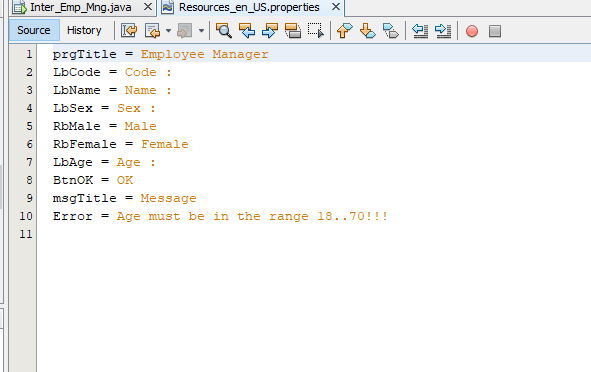 Inter_Emp_Mng.java Resources_en_US.properties
Source History
1 prgTitle = Employee Manager
2 LbCode = Code :
3 LbName = Name :
4 LbSex = Sex :
5 RbMale = Male
6 RbFemale = Female
7 LbAge = Age :
8 BtnOK = OK
9 msgTitle = Message
10 Error = Age must be in the range 18..70!!!
11